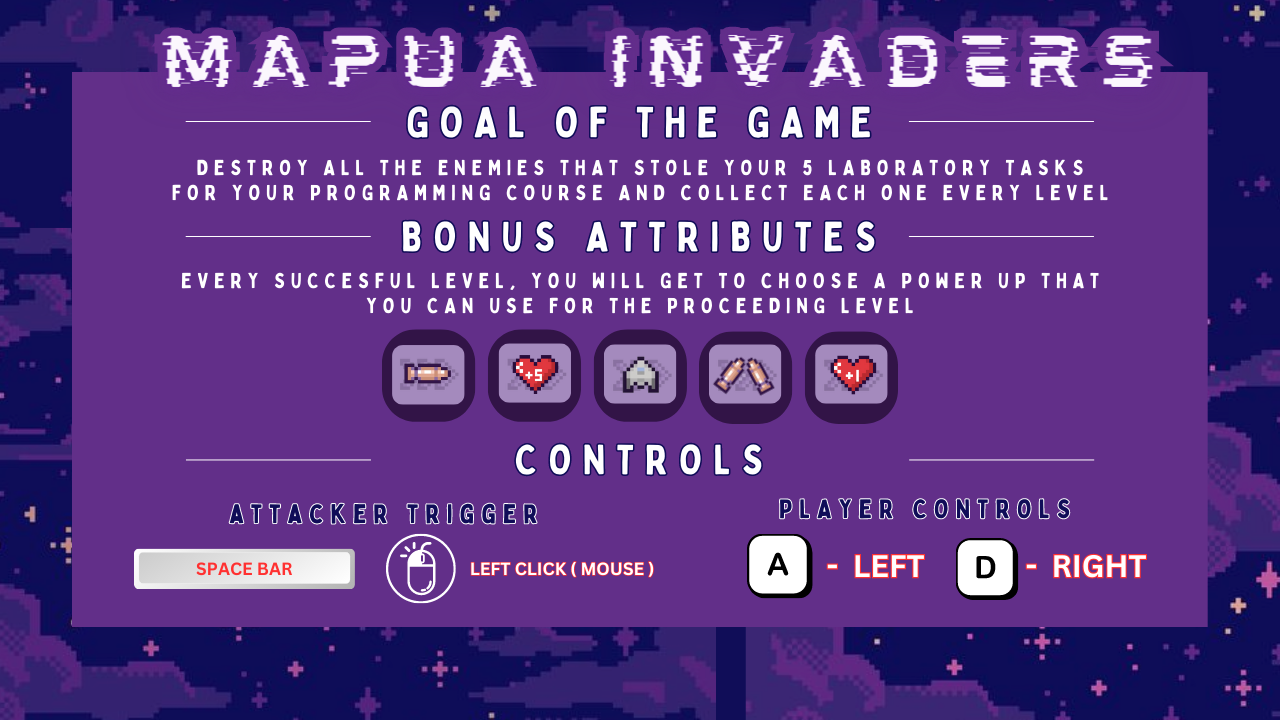 MAPUA INVADERS
GOAL OF THE GAME
DESTROY ALL THE ENEMIES THAT STOLE YOUR 5 LABORATORY TASKS
FOR YOUR PROGRAMMING COURSE AND COLLECT EACH ONE EVERY LEVEL
BONUS ATTRIBUTES
EVERY SUCCESFUL LEVEL, YOU WILL GET TO CHOOSE A POWER UP THAT
YOU CAN USE FOR THE PROCEEDING LEVEL
+5
+1
CONTROLS
ATTACKER TRIGGER
SPACE BAR
LEFT CLICK ( MOUSE )
PLAYER CONTROLS
A - LEFT
D - RIGHT